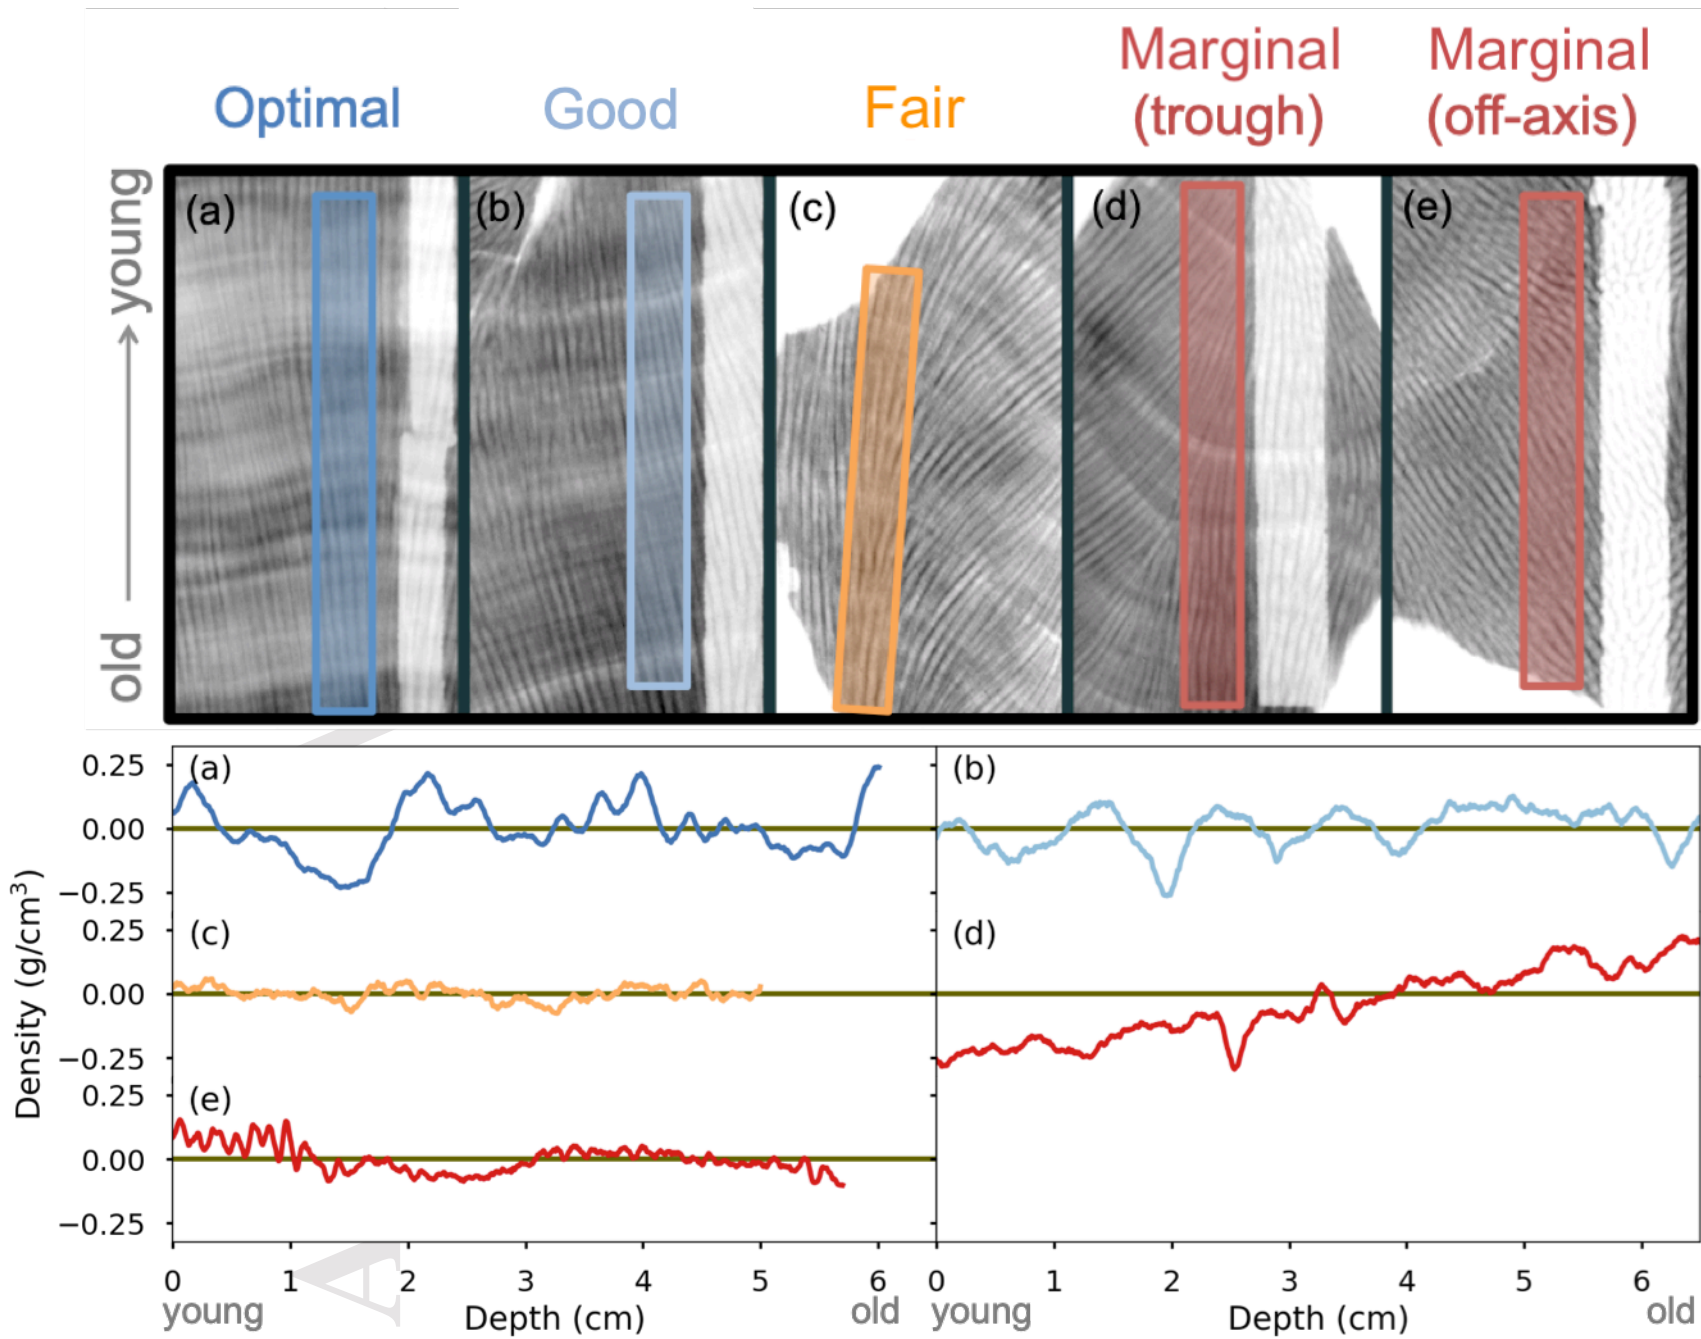 Optimal
Good
Fair
Marginal
(trough)
Marginal
(off-axis)
old
young
(a)
(b)
(c)
(d)
(e)
Density (g/cm³)
0.25
0.00
−0.25
(a)
(b)
0.25
0.00
−0.25
(c)
(d)
0.25
0.00
−0.25
(e)
0 1 2 3 4 5 6
0 1 2 3 4 5 6
young Depth (cm) old
young Depth (cm) old
A